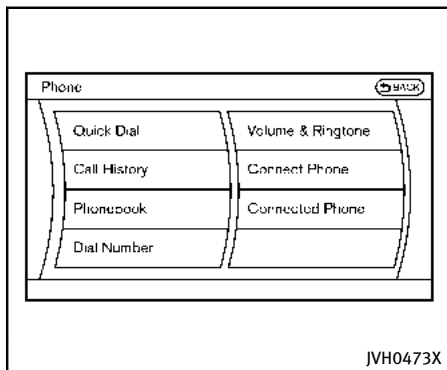 Phone
BACK
Quick Dial
Volume & Ringtone
Call History
Connect Phone
Phonebook
Connected Phone
Dial Number
JVH0473X